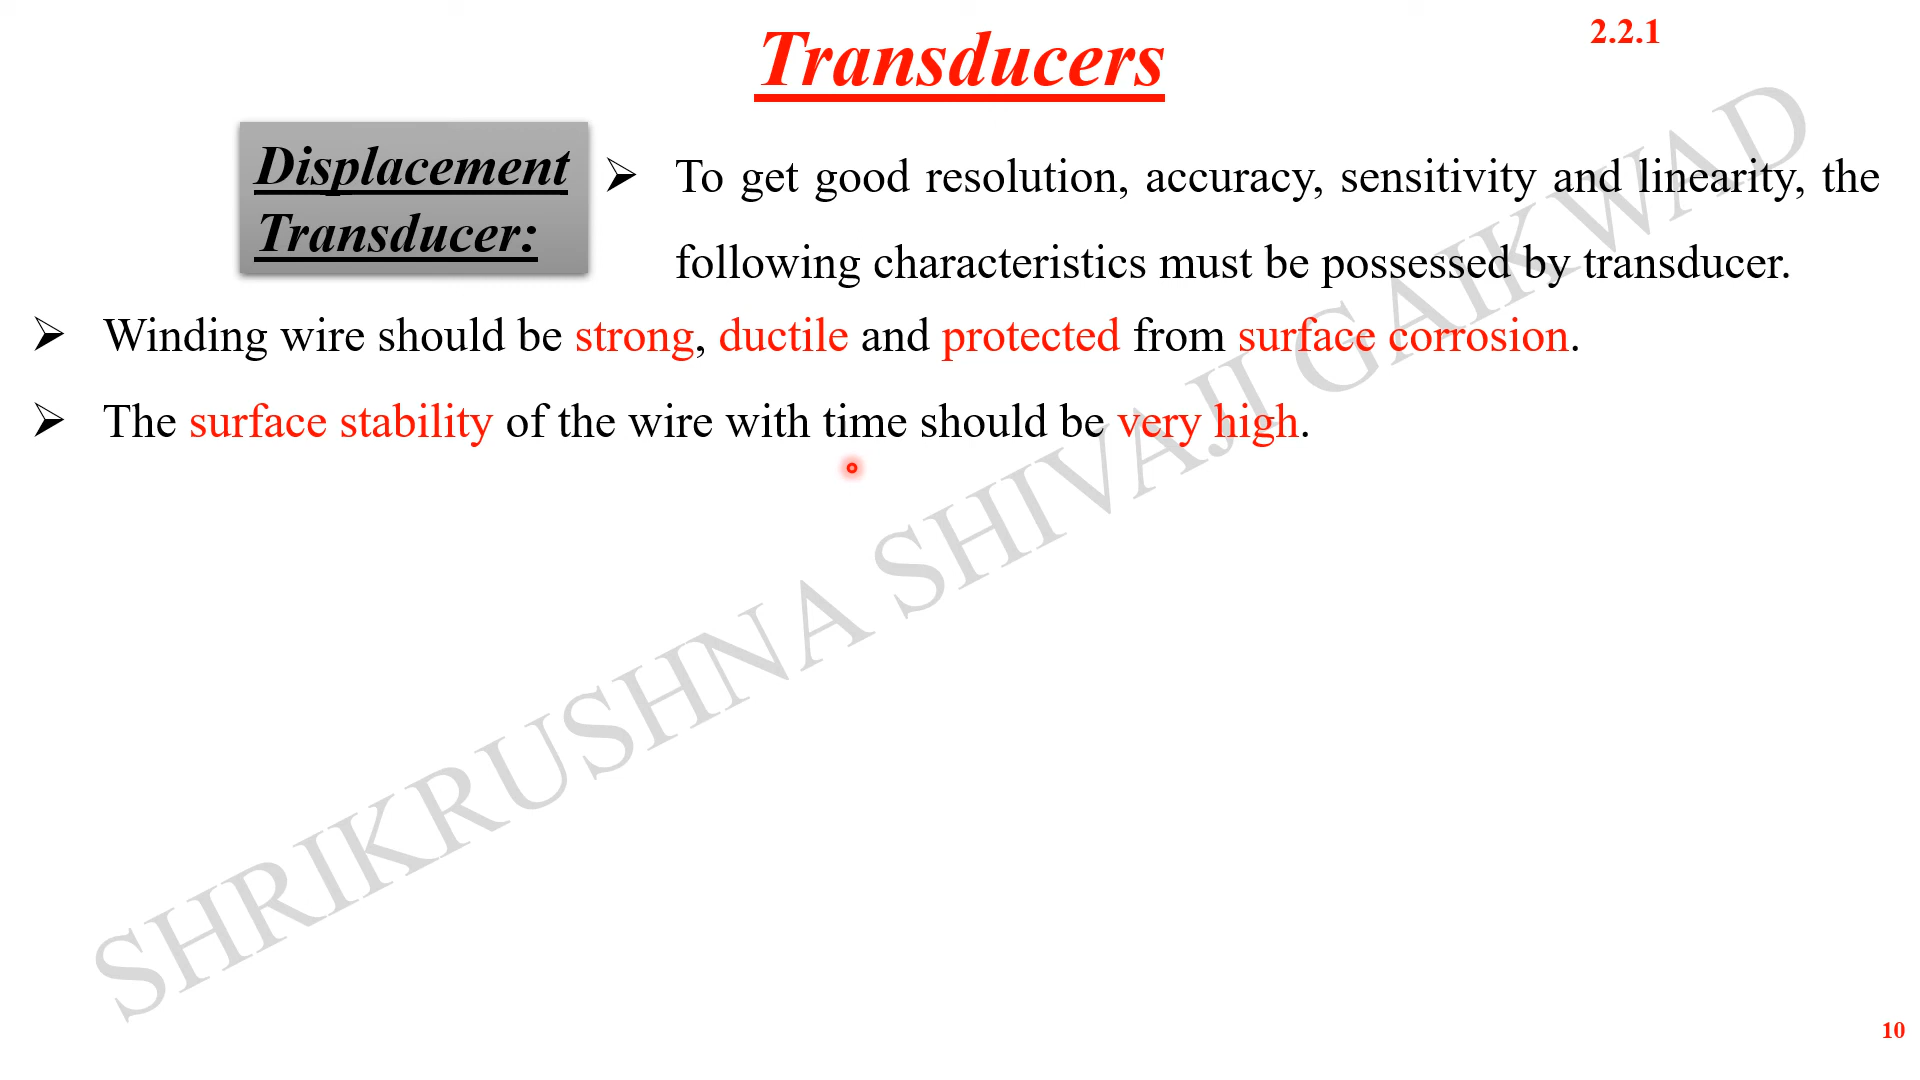 Transducers
2.2.1
Displacement
Transducer:
➢ To get good resolution, accuracy, sensitivity and linearity, the
following characteristics must be possessed by transducer.
➢ Winding wire should be strong, ductile and protected from surface corrosion.
➢ The surface stability of the wire with time should be very high.
SHRIKRUSHNA SHIVAJI GAIKWAD
10